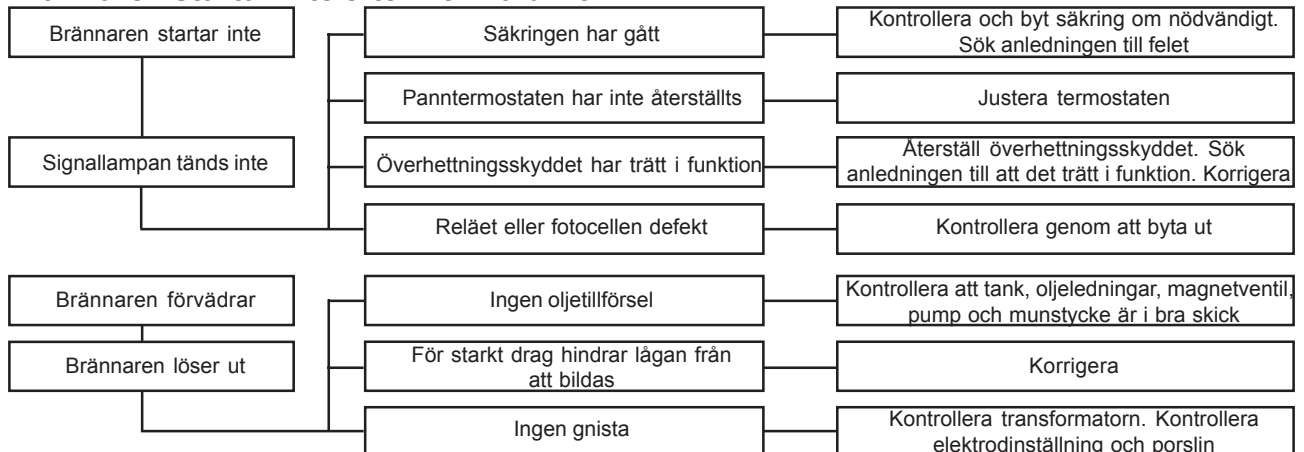 Brännaren startar inte
Säkringen har gått
Kontrollera och byt säkring om nödvändigt.
Sök anledningen till felet
Panntermostaten har inte återställts
Justera termostaten
Signallampan tänds inte
Överhettningsskyddet har trätt i funktion
Återställ överhettningsskyddet. Sök
anledningen till att det trätt i funktion. Korrigera
Reläet eller fotocellen defekt
Kontrollera genom att byta ut
Brännaren förvädrar
Ingen oljetillförsel
Kontrollera att tank, oljeledningar, magnetventil,
pump och munstycke är i bra skick
Brännaren löser ut
För starkt drag hindrar lågan från
att bildas
Korrigera
Ingen gnista
Kontrollera transformatorn. Kontrollera
elektrodinställning och porslin